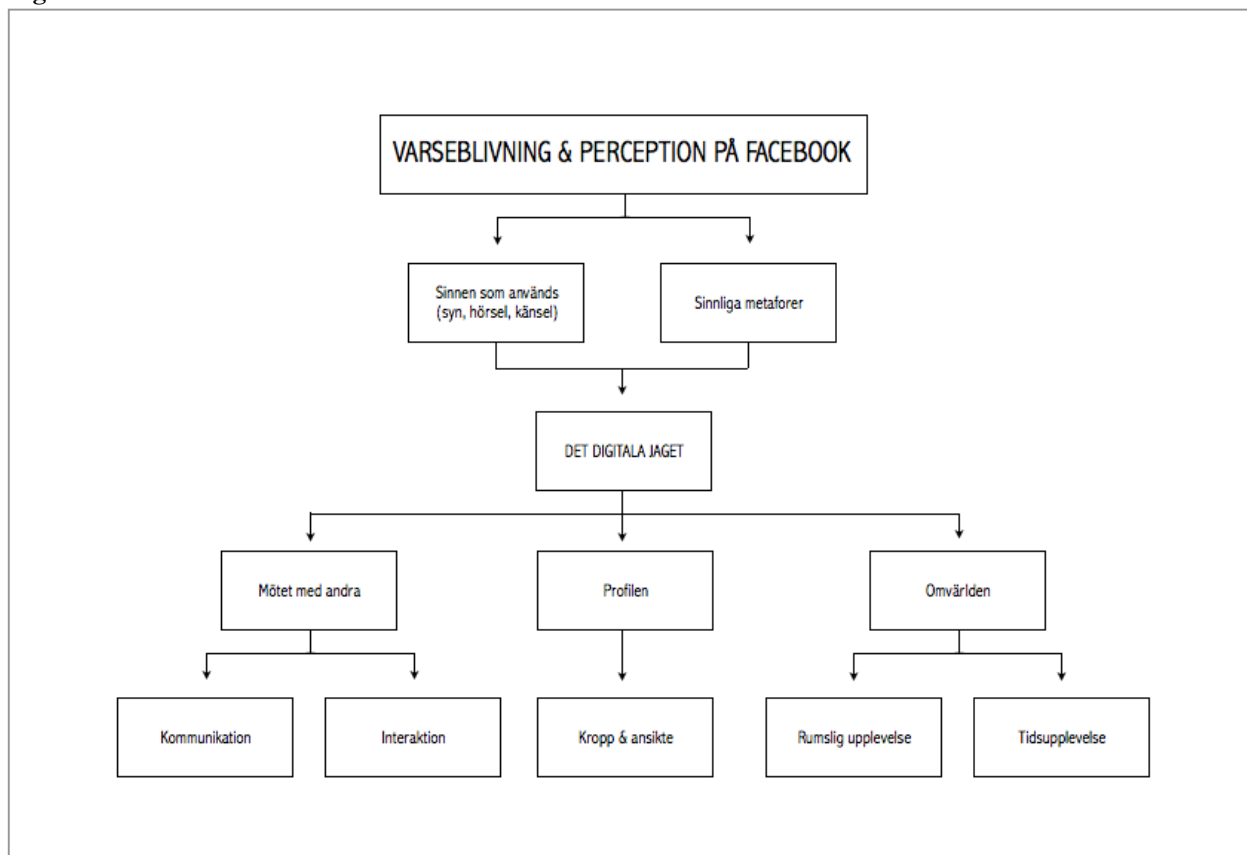 VARSEBLIVNING & PERCEPTION PÅ FACEBOOK
Sinnen som används
(syn, hörsel, känsel)
Sinnliga metaforer
DET DIGITALA JAGET
Mötet med andra
Profilen
Omvärlden
Kommunikation
Interaktion
Kropp & ansikte
Rumslig upplevelse
Tidsupplevelse